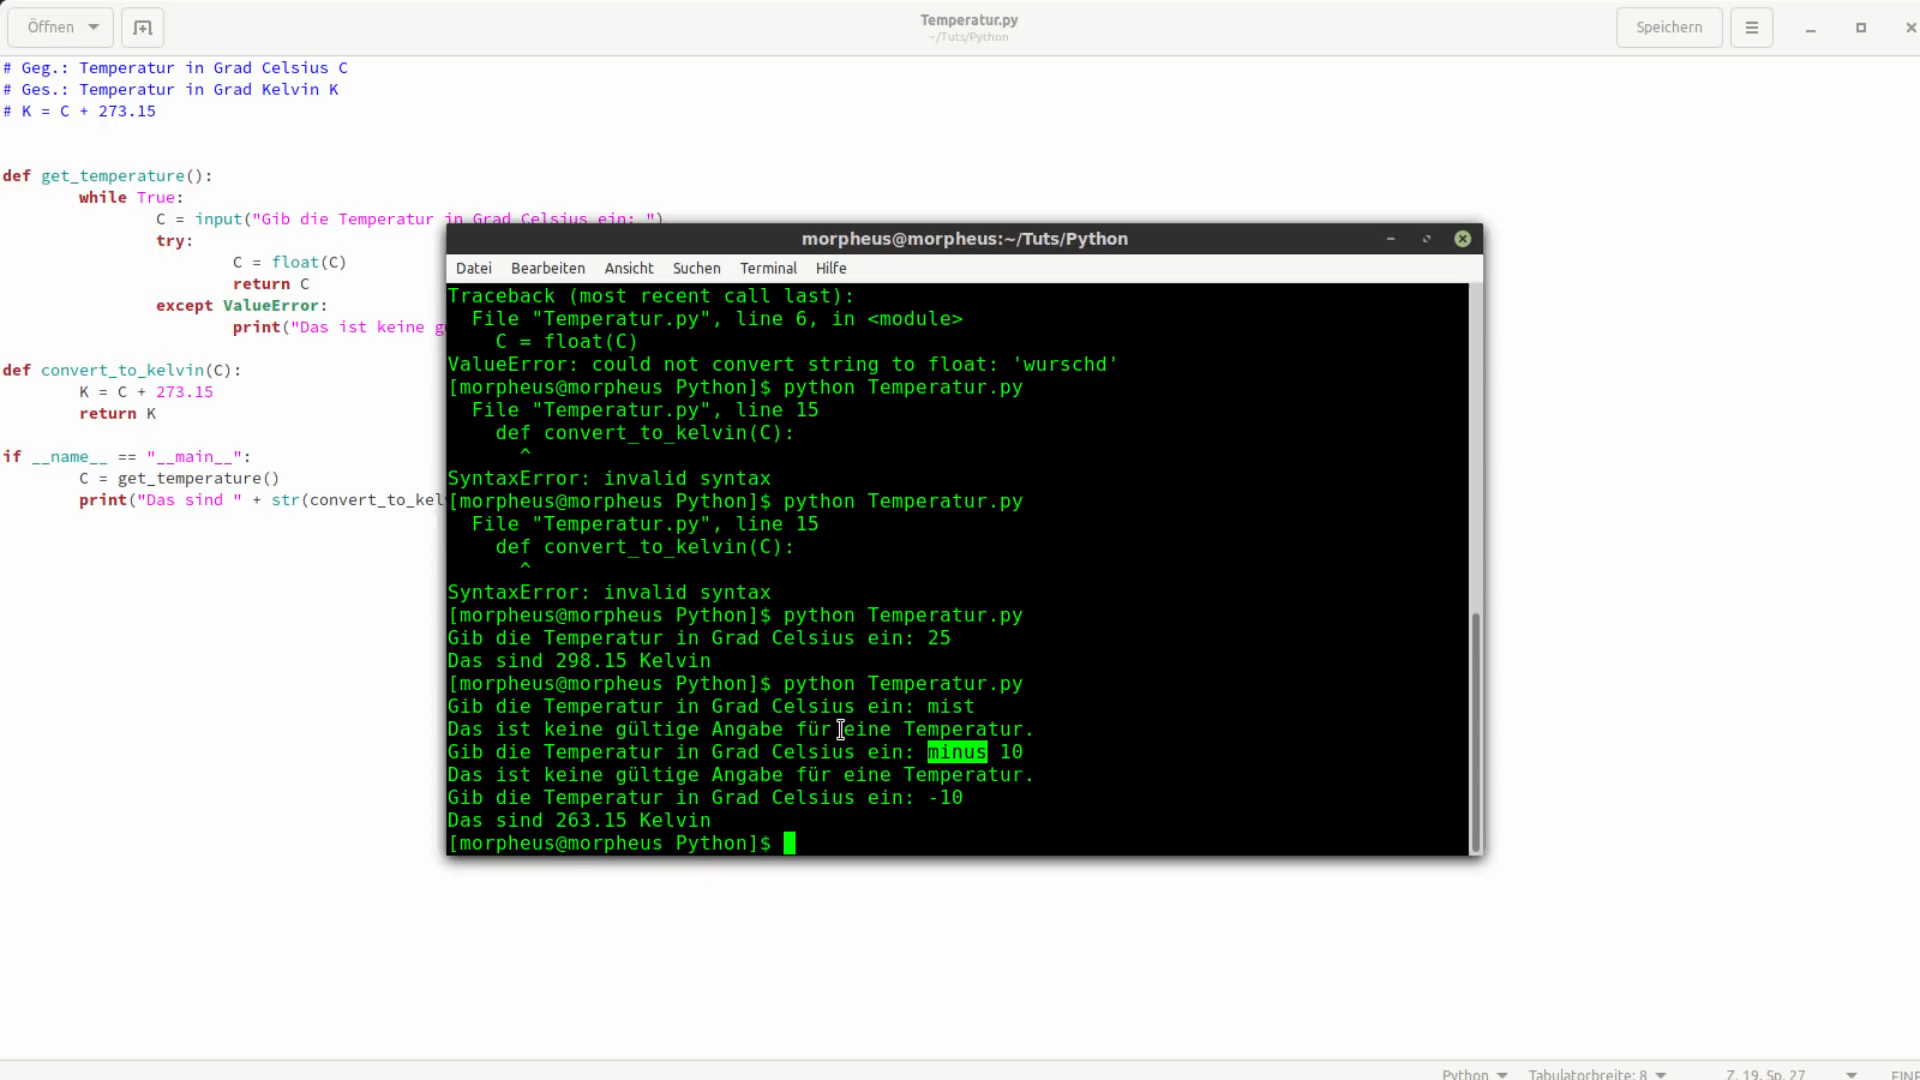 Öffnen
Temperatur.py
~/Tuts/Python
Speichern
# Geg.: Temperatur in Grad Celsius C
# Ges.: Temperatur in Grad Kelvin K
# K = C + 273.15
def get_temperature():
while True:
C = input("Gib die Temperatur in Grad Celsius ein: ")
try:
C = float(C)
return C
except ValueError:
print("Das ist keine
def convert_to_kelvin(C):
K = C + 273.15
return K
if __name__ == "__main__":
C = get_temperature()
print("Das sind " + str(convert_to_kel
morpheus@morpheus:~/Tuts/Python
Datei Bearbeiten Ansicht Suchen Terminal Hilfe
Traceback (most recent call last):
File "Temperatur.py", line 6, in <module>
C = float(C)
ValueError: could not convert string to float: 'wurschd'
[morpheus@morpheus Python]$ python Temperatur.py
File "Temperatur.py", line 15
def convert_to_kelvin(C):
^
SyntaxError: invalid syntax
[morpheus@morpheus Python]$ python Temperatur.py
File "Temperatur.py", line 15
def convert_to_kelvin(C):
^
SyntaxError: invalid syntax
[morpheus@morpheus Python]$ python Temperatur.py
Gib die Temperatur in Grad Celsius ein: 25
Das sind 298.15 Kelvin
[morpheus@morpheus Python]$ python Temperatur.py
Gib die Temperatur in Grad Celsius ein: mist
Das ist keine gültige Angabe für eine Temperatur.
Gib die Temperatur in Grad Celsius ein: minus 10
Das ist keine gültige Angabe für eine Temperatur.
Gib die Temperatur in Grad Celsius ein: -10
Das sind 263.15 Kelvin
[morpheus@morpheus Python]$
Python Tabulatorbreite: 8 Z. 19, Sp. 27